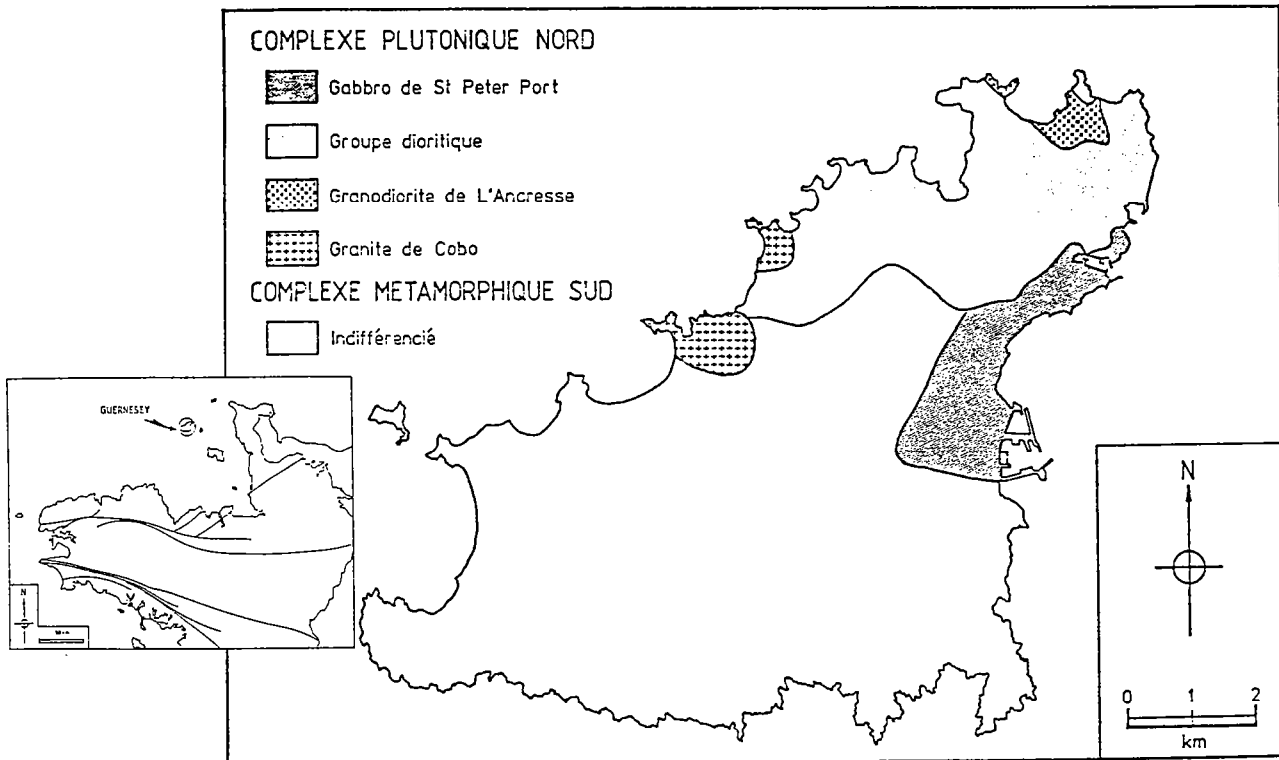 COMPLEXE PLUTONIQUE NORD
Gabbro de St Peter Port
Groupe dioritique
Granodiorite de L'Ancresse
Granite de Cobo
COMPLEXE METAMORPHIQUE SUD
Indifférencié
GUERNESEY
N
N
0 1 2
km